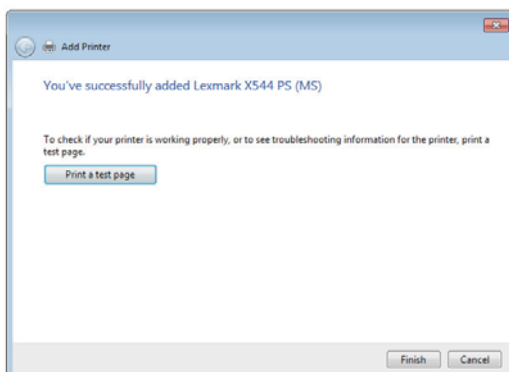 Add Printer
You've successfully added Lexmark X544 PS (MS)
To check if your printer is working properly, or to see troubleshooting information for the printer, print a
test page.
Print a test page
Finish Cancel